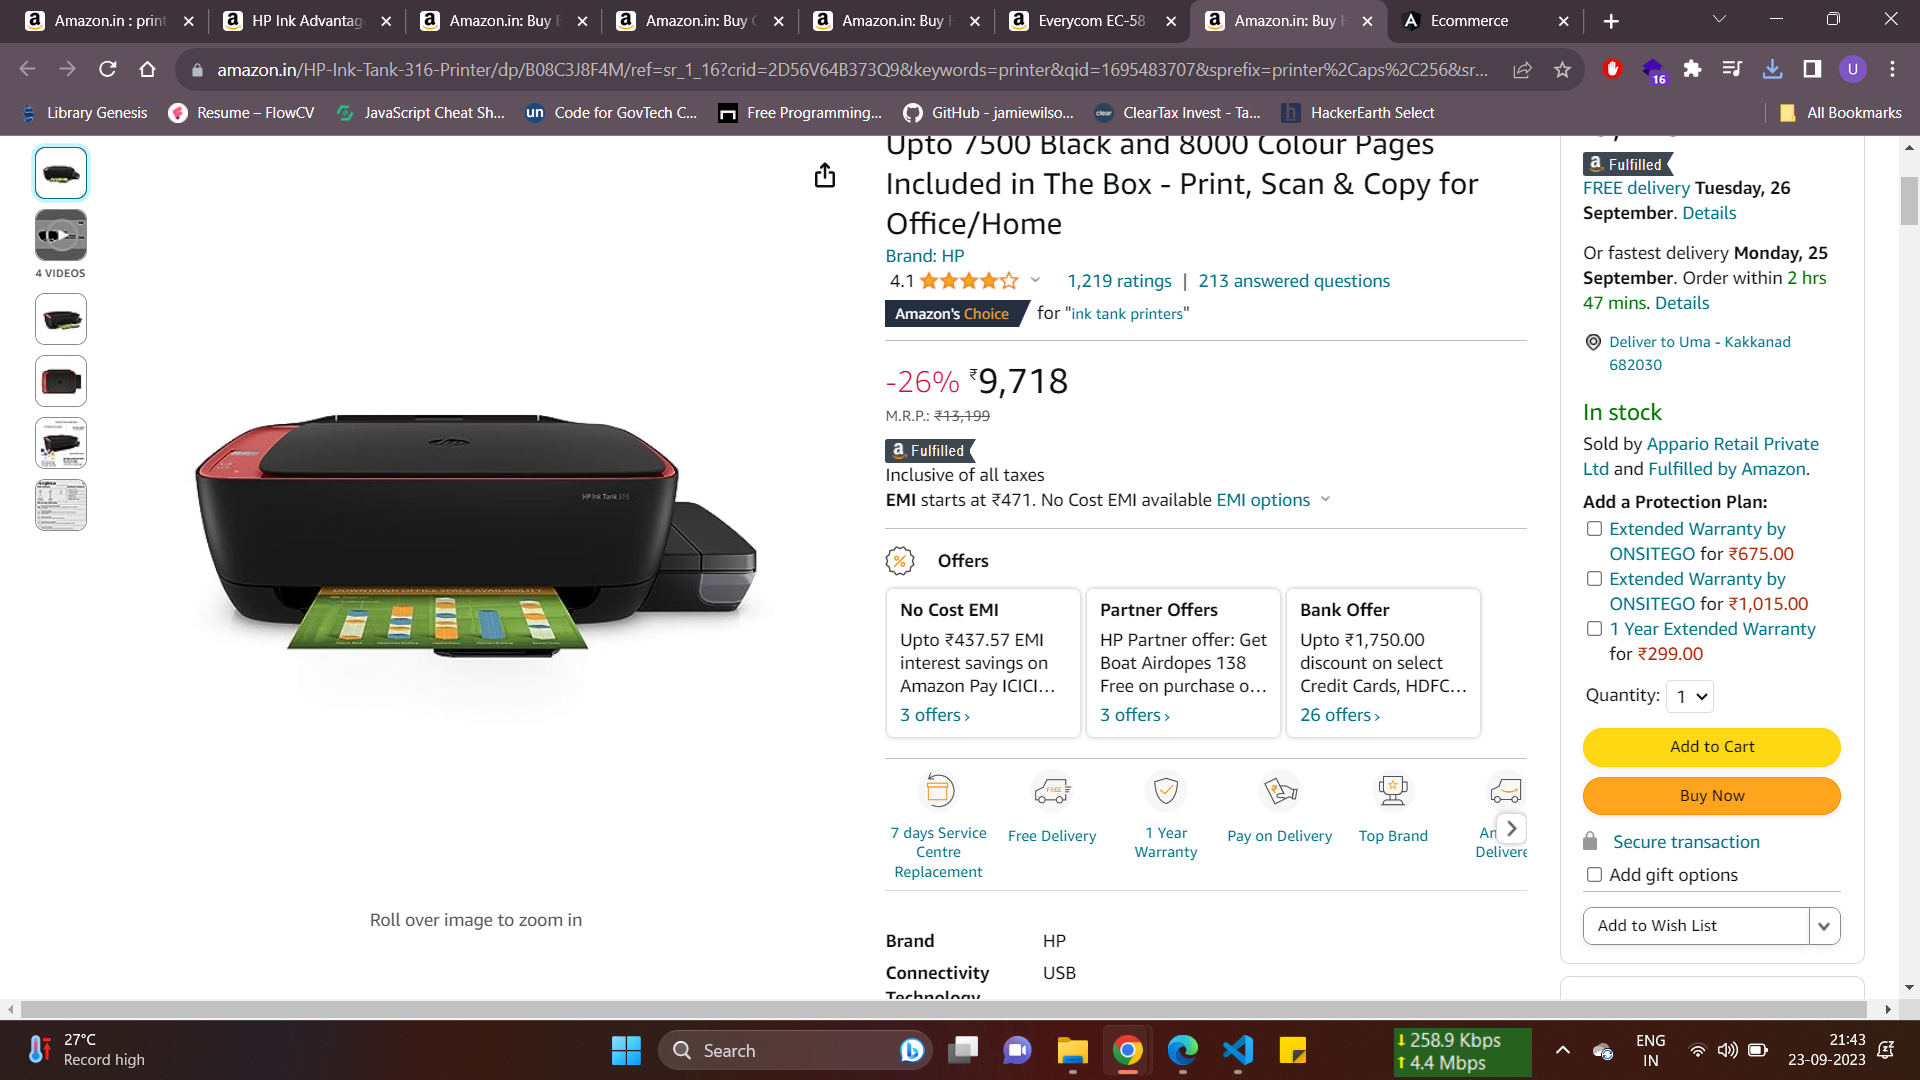 Amazon.in : print
HP Ink Advantag
Amazon.in: Buy
Amazon.in: Buy
Amazon.in: Buy
Everycom EC-58
Amazon.in: Buy
Ecommerce
amazon.in/HP-Ink-Tank-316-Printer/dp/B08C3J8F4M/ref=sr_1_16?crid=2D56V64B373Q9&keywords=printer&qid=1695483707&sprefix=printer%2Caps%2C256&sr...
16
U
Library Genesis
Resume – FlowCV
JavaScript Cheat Sh...
un Code for GovTech C...
Free Programming...
GitHub - jamiewilso...
clear ClearTax Invest - Ta...
h HackerEarth Select
All Bookmarks
4 VIDEOS
HP Ink Tank 316
DOWNTOWN OFFICE SPACE AVAILABILITY
Roll over image to zoom in
Upto 7500 Black and 8000 Colour Pages
Included in The Box - Print, Scan & Copy for
Office/Home
Brand: HP
4.1
1,219 ratings | 213 answered questions
Amazon's Choice for "ink tank printers"
-26% ₹9,718
M.R.P.: ₹13,199
a Fulfilled
Inclusive of all taxes
EMI starts at ₹471. No Cost EMI available EMI options
Offers
No Cost EMI
Upto ₹437.57 EMI
interest savings on
Amazon Pay ICICI...
3 offers ›
Partner Offers
HP Partner offer: Get
Boat Airdopes 138
Free on purchase o...
3 offers ›
Bank Offer
Upto ₹1,750.00
discount on select
Credit Cards, HDFC...
26 offers ›
7 days Service
Centre
Replacement
FREE
Free Delivery
1 Year
Warranty
Pay on Delivery
Top Brand
Am
Delivere
Brand HP
Connectivity USB
Technology
a Fulfilled
FREE delivery Tuesday, 26
September. Details
Or fastest delivery Monday, 25
September. Order within 2 hrs
47 mins. Details
Deliver to Uma - Kakkanad
682030
In stock
Sold by Appario Retail Private
Ltd and Fulfilled by Amazon.
Add a Protection Plan:
Extended Warranty by
ONSITEGO for ₹675.00
Extended Warranty by
ONSITEGO for ₹1,015.00
1 Year Extended Warranty
for ₹299.00
Quantity: 1
Add to Cart
Buy Now
Secure transaction
Add gift options
Add to Wish List
27°C
Record high
Search
258.9 Kbps
4.4 Mbps
ENG
IN
21:43
23-09-2023